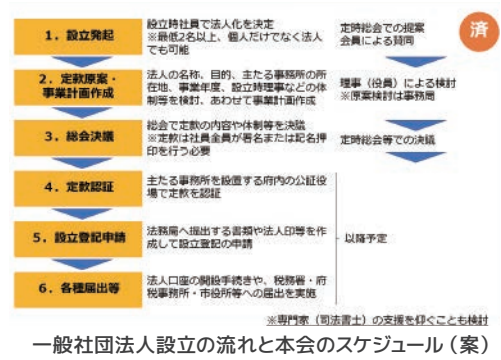 1．設立発起
設立時社員で法人化を決定
※最低2名以上、個人だけでなく法人
でも可能
定時総会での提案
会員による賛同
済
2．定款原案・
事業計画作成
法人の名称、目的、主たる事務所の所
在地、事業年度、設立時理事などの体
制等を検討、あわせて事業計画作成
理事（役員）による検討
※原案検討は事務局
3．総会決議
総会で定款の内容や体制等を決議
※定款は社員全員が署名または記名押
印を行う必要
定時総会等での決議
4．定款認証
主たる事務所を設置する府内の公証役
場で定款を認証
5．設立登記申請
法務局へ提出する書類や法人印等を作
成して設立登記の申請
以降予定
6．各種届出等
法人口座の開設手続きや、税務署・府
税事務所・市役所等への届出を実施
※専門家（司法書士）の支援を仰ぐことも検討
一般社団法人設立の流れと本会のスケジュール（案）